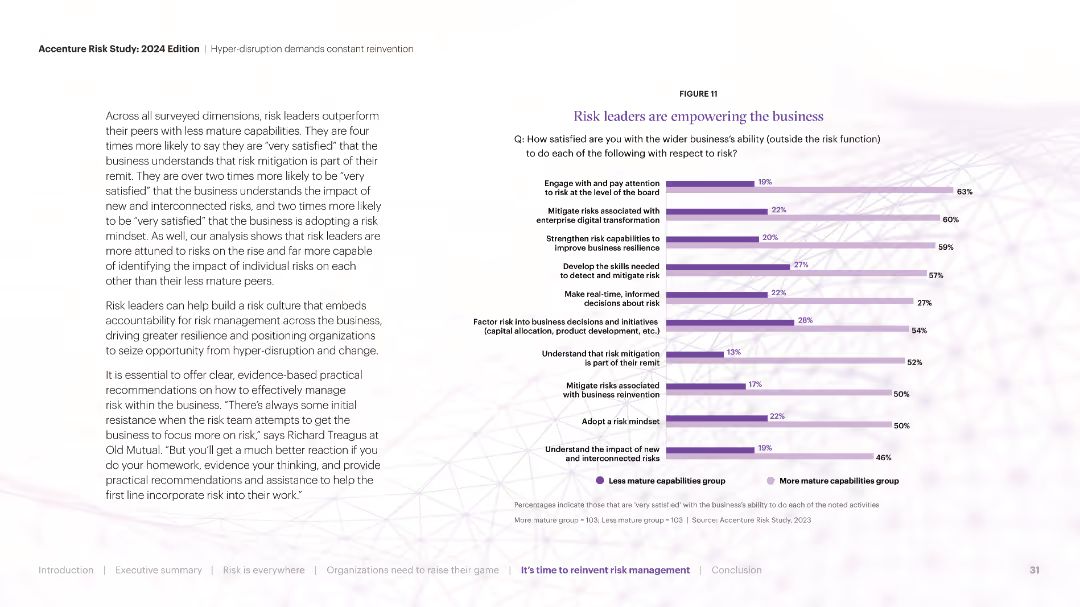 Accenture Risk Study: 2024 Edition | Hyper-disruption demands constant reinvention
Across all surveyed dimensions, risk leaders outperform
their peers with less mature capabilities. They are four
times more likely to say they are “very satisfied” that the
business understands that risk mitigation is part of their
remit. They are over two times more likely to be “very
satisfied” that the business understands the impact of
new and interconnected risks, and two times more likely
to be “very satisfied” that the business is adopting a risk
mindset. As well, our analysis shows that risk leaders are
more attuned to risks on the rise and far more capable
of identifying the impact of individual risks on each
other than their less mature peers.
Risk leaders can help build a risk culture that embeds
accountability for risk management across the business,
driving greater resilience and positioning organizations
to seize opportunity from hyper-disruption and change.
It is essential to offer clear, evidence-based practical
recommendations on how to effectively manage
risk within the business. “There’s always some initial
resistance when the risk team attempts to get the
business to focus more on risk,” says Richard Treagus at
Old Mutual. “But you’ll get a much better reaction if you
do your homework, evidence your thinking, and provide
practical recommendations and assistance to help the
first line incorporate risk into their work.”
FIGURE 11
Risk leaders are empowering the business
Q: How satisfied are you with the wider business’s ability (outside the risk function)
to do each of the following with respect to risk?
Engage with and pay attention
to risk at the level of the board
19%
63%
Mitigate risks associated with
enterprise digital transformation
22%
60%
Strengthen risk capabilities to
improve business resilience
20%
59%
Develop the skills needed
to detect and mitigate risk
27%
57%
Make real-time, informed
decisions about risk
22%
27%
Factor risk into business decisions and initiatives
(capital allocation, product development, etc.)
28%
54%
Understand that risk mitigation
is part of their remit
13%
52%
Mitigate risks associated
with business reinvention
17%
50%
Adopt a risk mindset
22%
50%
Understand the impact of new
and interconnected risks
19%
46%
Less mature capabilities group
More mature capabilities group
Percentages indicate those that are ‘very satisfied’ with the business’s ability to do each of the noted activities
More mature group = 103; Less mature group = 103 | Source: Accenture Risk Study, 2023
Introduction | Executive summary | Risk is everywhere | Organizations need to raise their game | It’s time to reinvent risk management | Conclusion
31